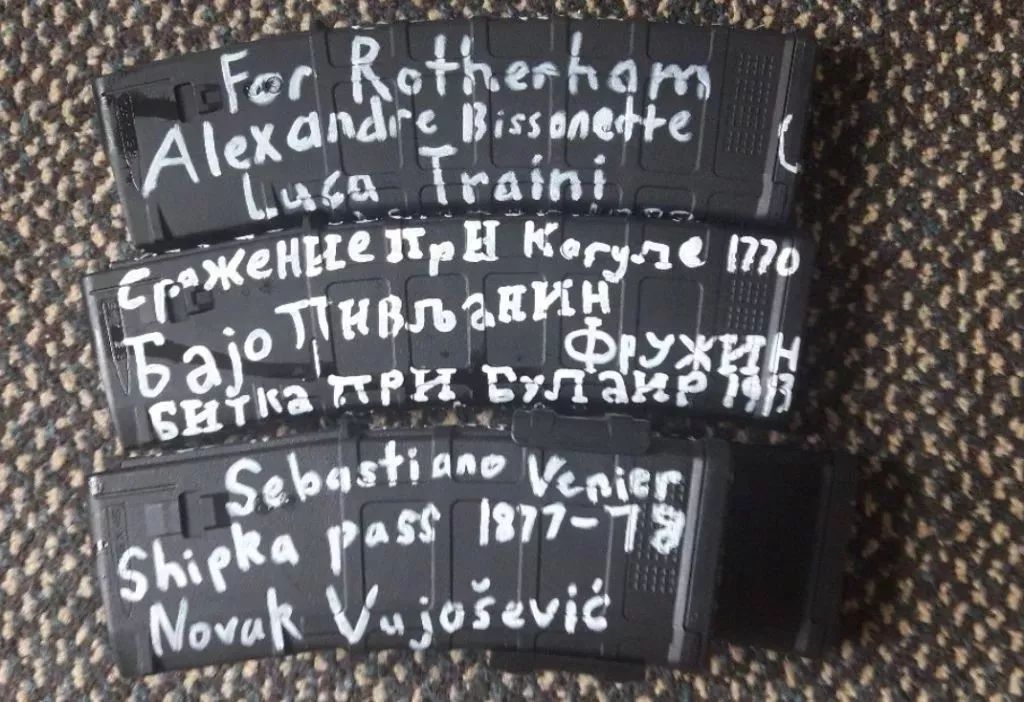 For Rotherham
Alexandre Bissonette
Luca Traini
Сражение при Кагуле 1770
Бајо Пивљанин
Фружин
Битка при Булаир 1913
Sebastiano Venier
Shipka pass 1877-78
Novak Vujošević